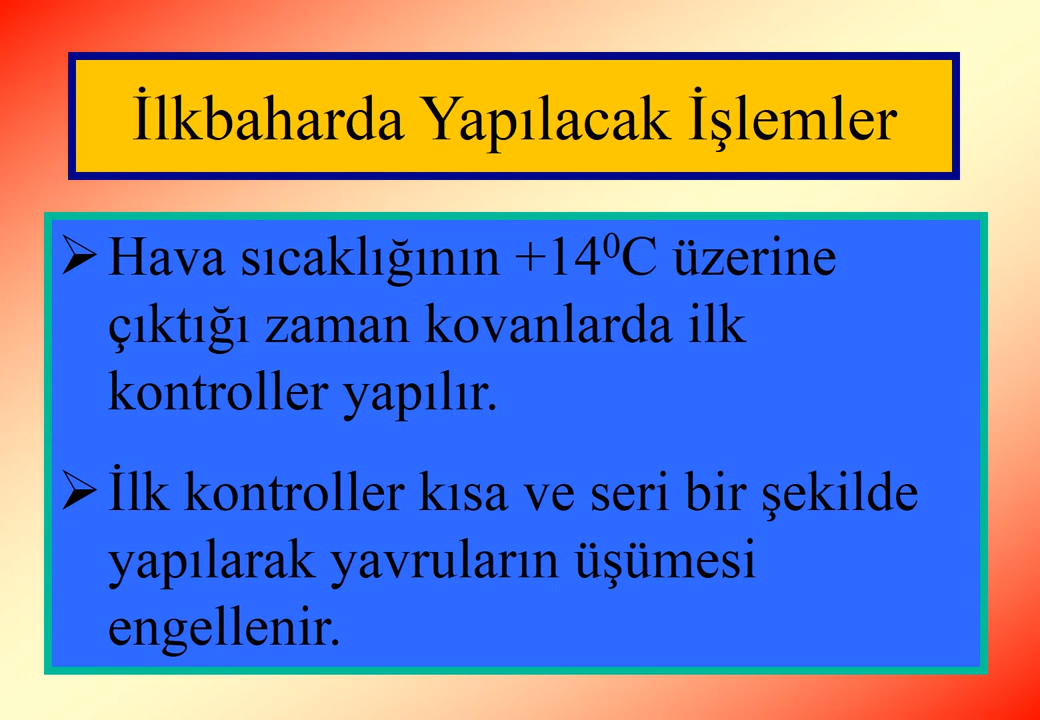 İlkbaharda Yapılacak İşlemler
➢ Hava sıcaklığının +14⁰C üzerine
çıktığı zaman kovanlarda ilk
kontroller yapılır.
➢ İlk kontroller kısa ve seri bir şekilde
yapılarak yavruların üşümesi
engellenir.